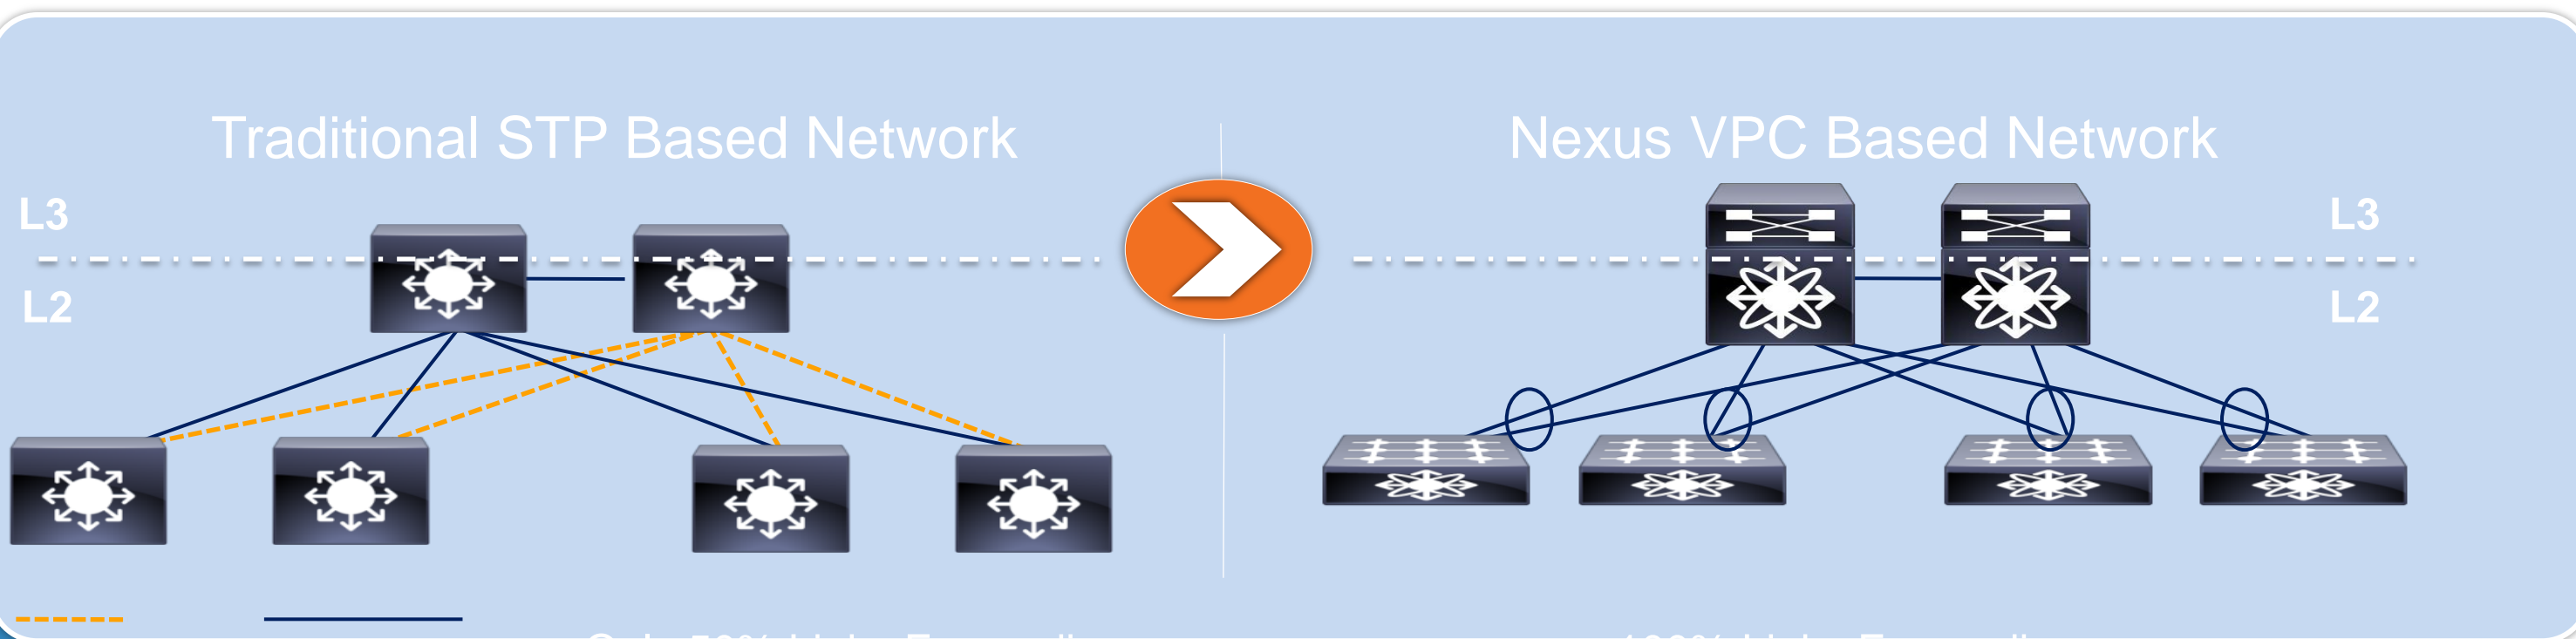 Traditional STP Based Network
Nexus VPC Based Network
L3
L3
L2
L2